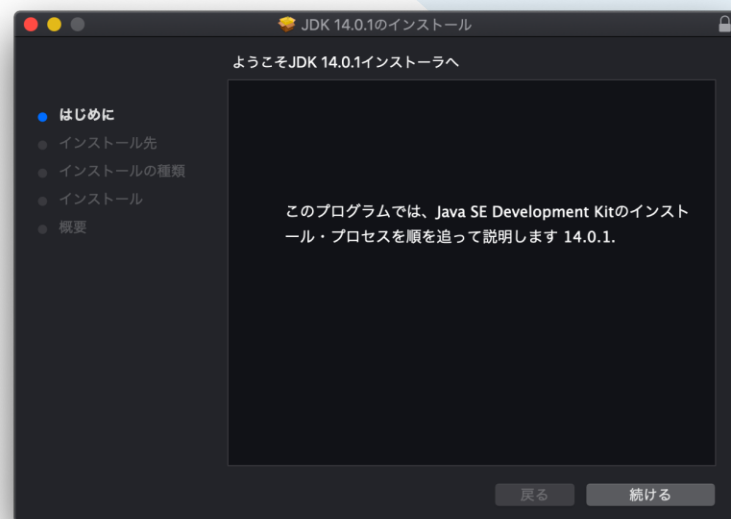 JDK 14.0.1のインストール
ようこそJDK 14.0.1インストーラへ
はじめに
インストール先
インストールの種類
インストール
概要
このプログラムでは、Java SE Development Kitのインスト
ール・プロセスを順を追って説明します 14.0.1.
戻る
続ける